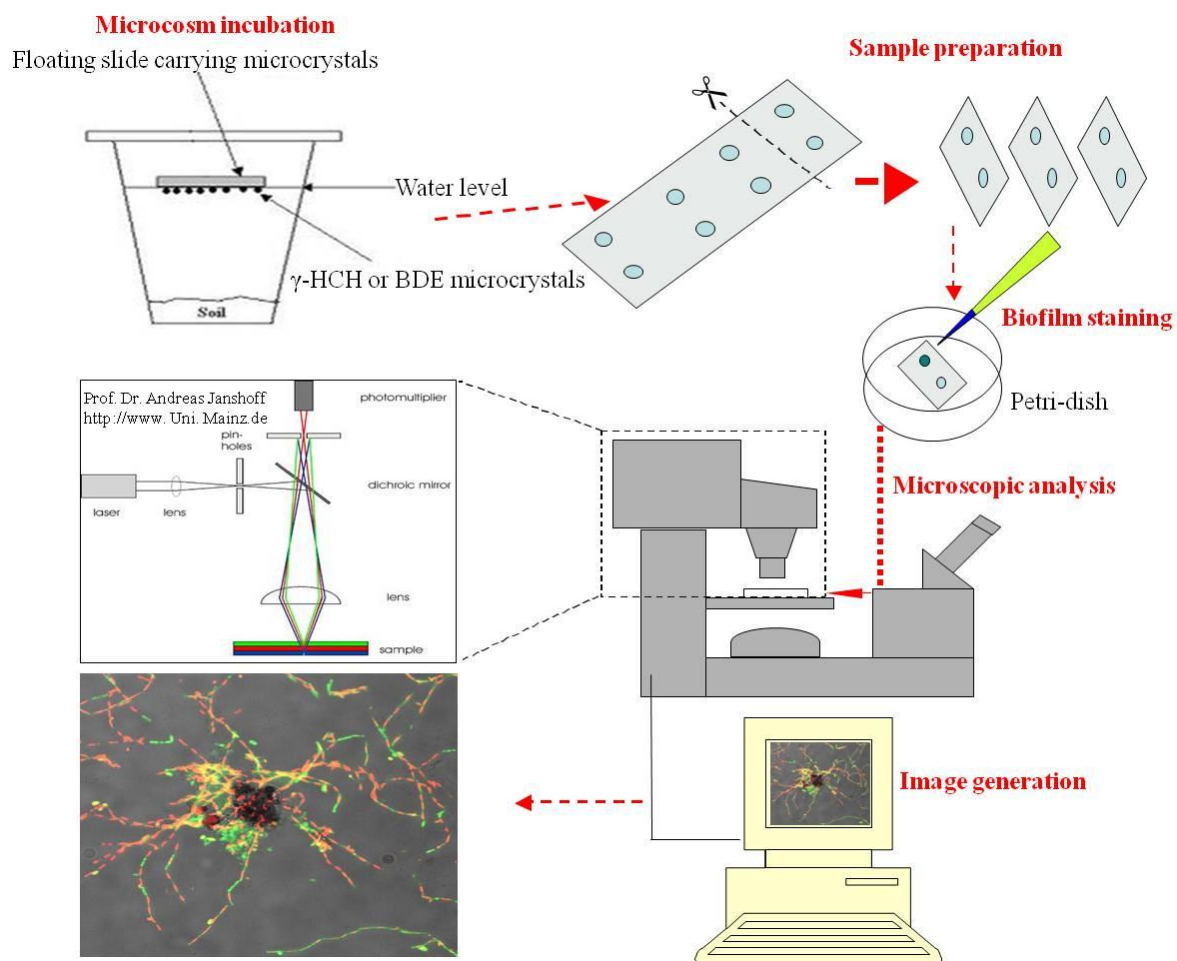 Microcosm incubation
Floating slide carrying microcrystals
Water level
γ-HCH or BDE microcrystals
Soil
Sample preparation
Biofilm staining
Petri-dish
Prof. Dr. Andreas Janshoff
http://www. Uni. Mainz.de
photomultiplier
pin-
holes
dichroic mirror
laser
lens
lens
sample
Microscopic analysis
Image generation